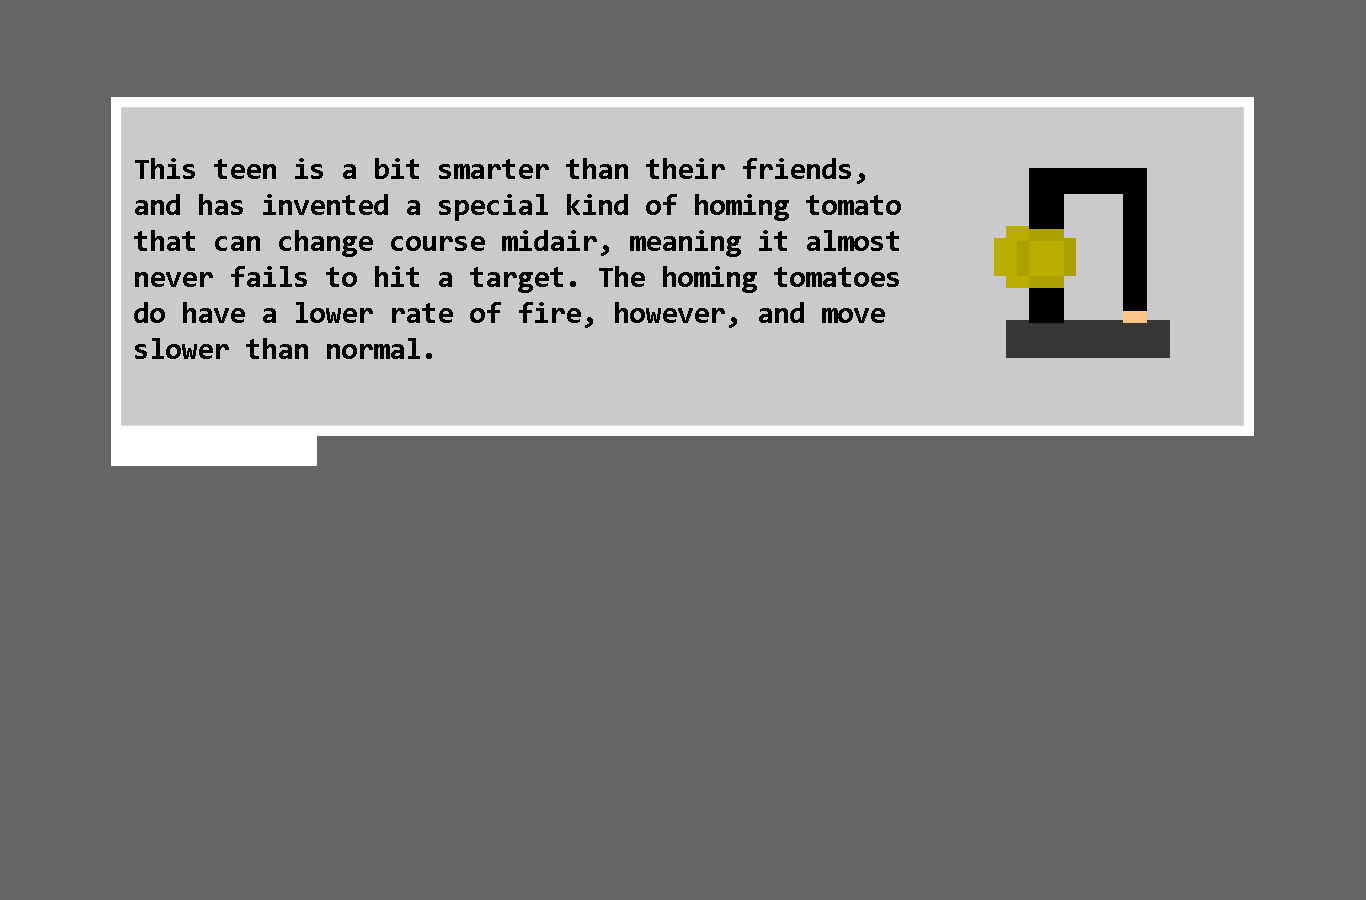 This teen is a bit smarter than their friends,
and has invented a special kind of homing tomato
that can change course midair, meaning it almost
never fails to hit a target. The homing tomatoes
do have a lower rate of fire, however, and move
slower than normal.